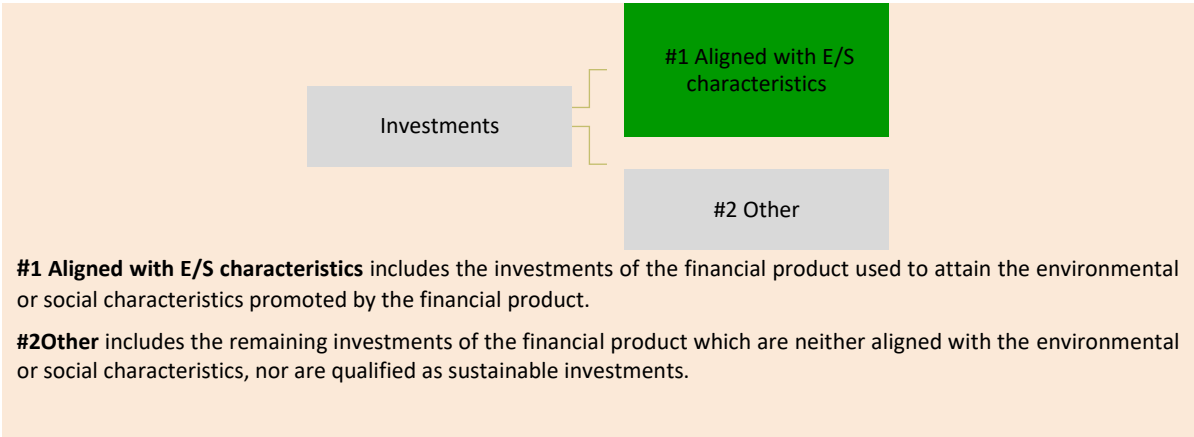 #1 Aligned with E/S
characteristics
Investments
#2 Other
#1 Aligned with E/S characteristics includes the investments of the financial product used to attain the environmental
or social characteristics promoted by the financial product.
#2Other includes the remaining investments of the financial product which are neither aligned with the environmental
or social characteristics, nor are qualified as sustainable investments.